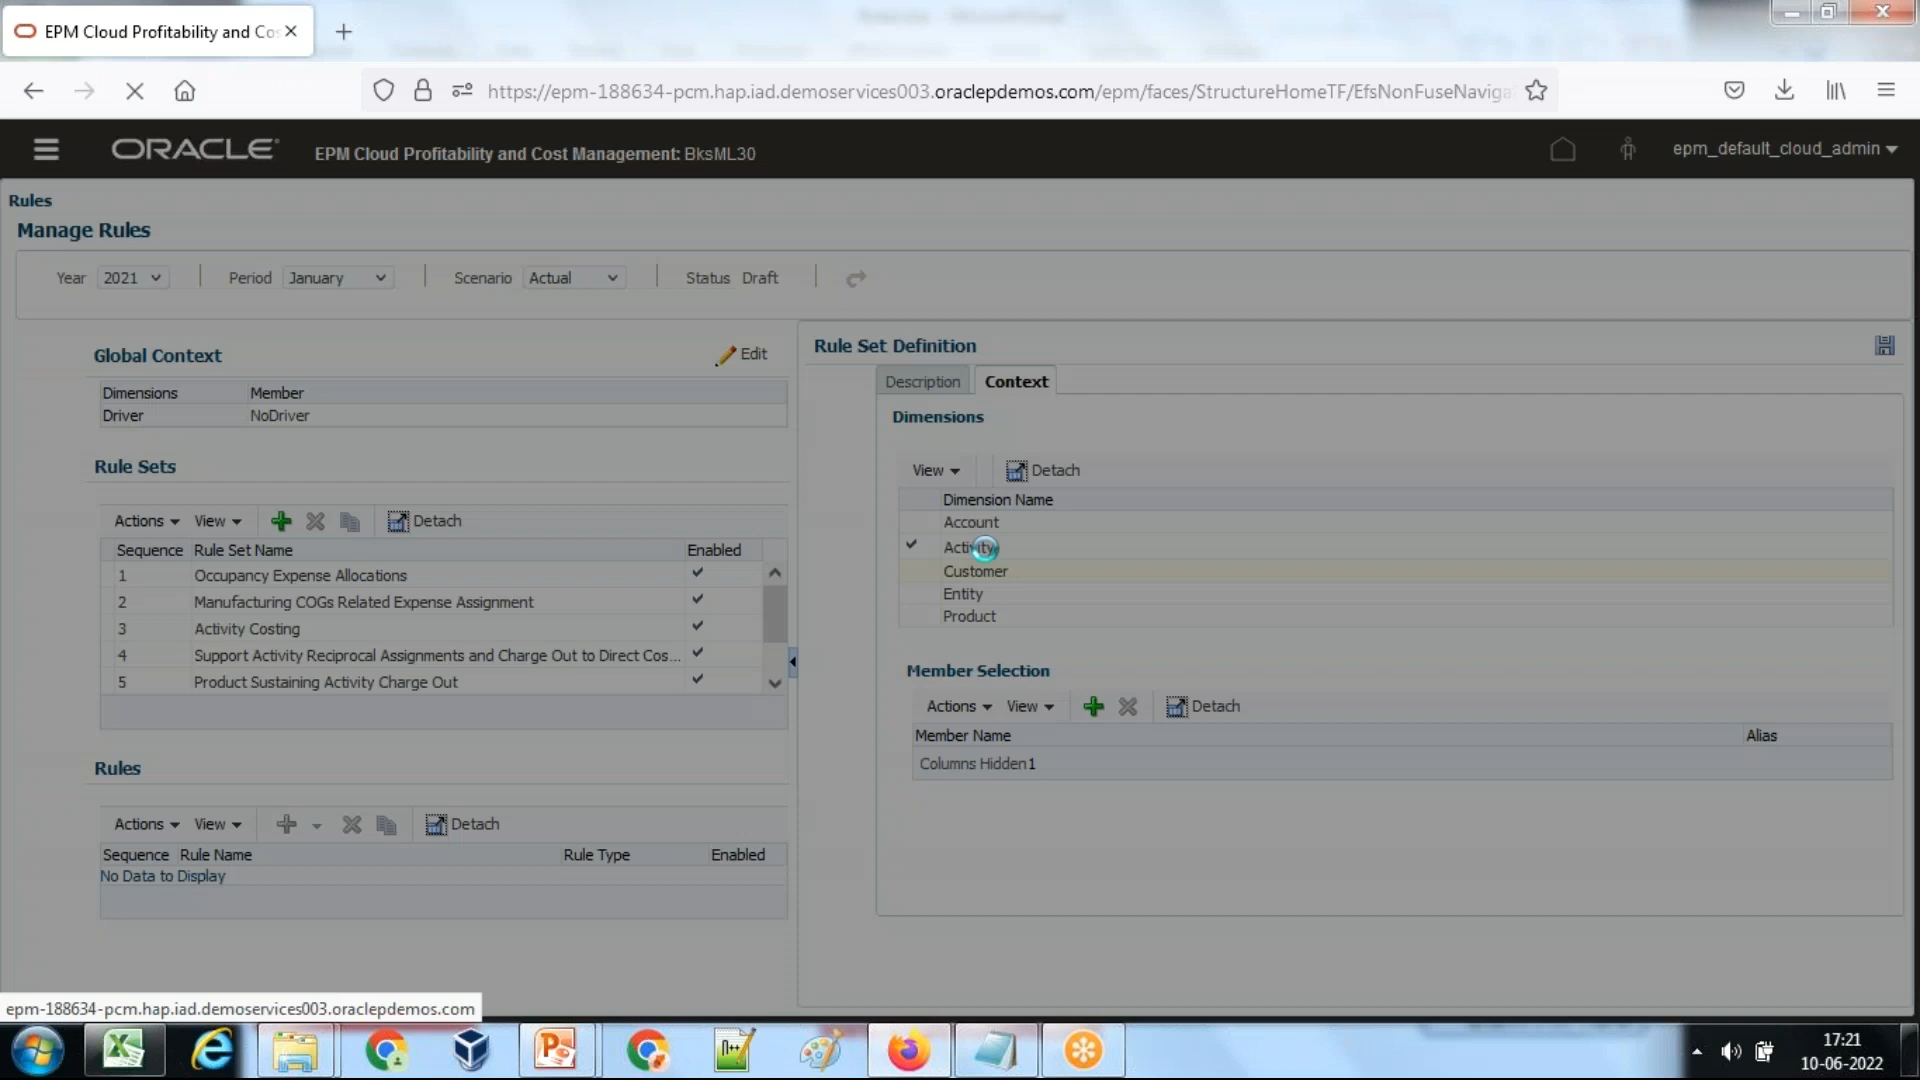 EPM Cloud Profitability and Co
https://epm-188634-pcm.hap.iad.demoservices003.oraclepdemos.com/epm/faces/StructureHomeTF/EfsNonFuseNaviga
ORACLE
EPM Cloud Profitability and Cost Management: BksML30
epm_default_cloud_admin
Rules
Manage Rules
Year 2021 Period January Scenario Actual Status Draft
Global Context Edit
Dimensions Member
Driver NoDriver
Rule Sets
Actions View Detach
Sequence Rule Set Name Enabled
1 Occupancy Expense Allocations
2 Manufacturing COGs Related Expense Assignment
3 Activity Costing
4 Support Activity Reciprocal Assignments and Charge Out to Direct Cos...
5 Product Sustaining Activity Charge Out
Rules
Actions View Detach
Sequence Rule Name Rule Type Enabled
No Data to Display
Rule Set Definition
Description Context
Dimensions
View Detach
Dimension Name
Account
Activity
Customer
Entity
Product
Member Selection
Actions View Detach
Member Name Alias
Columns Hidden1
epm-188634-pcm.hap.iad.demoservices003.oraclepdemos.com
17:21
10-06-2022